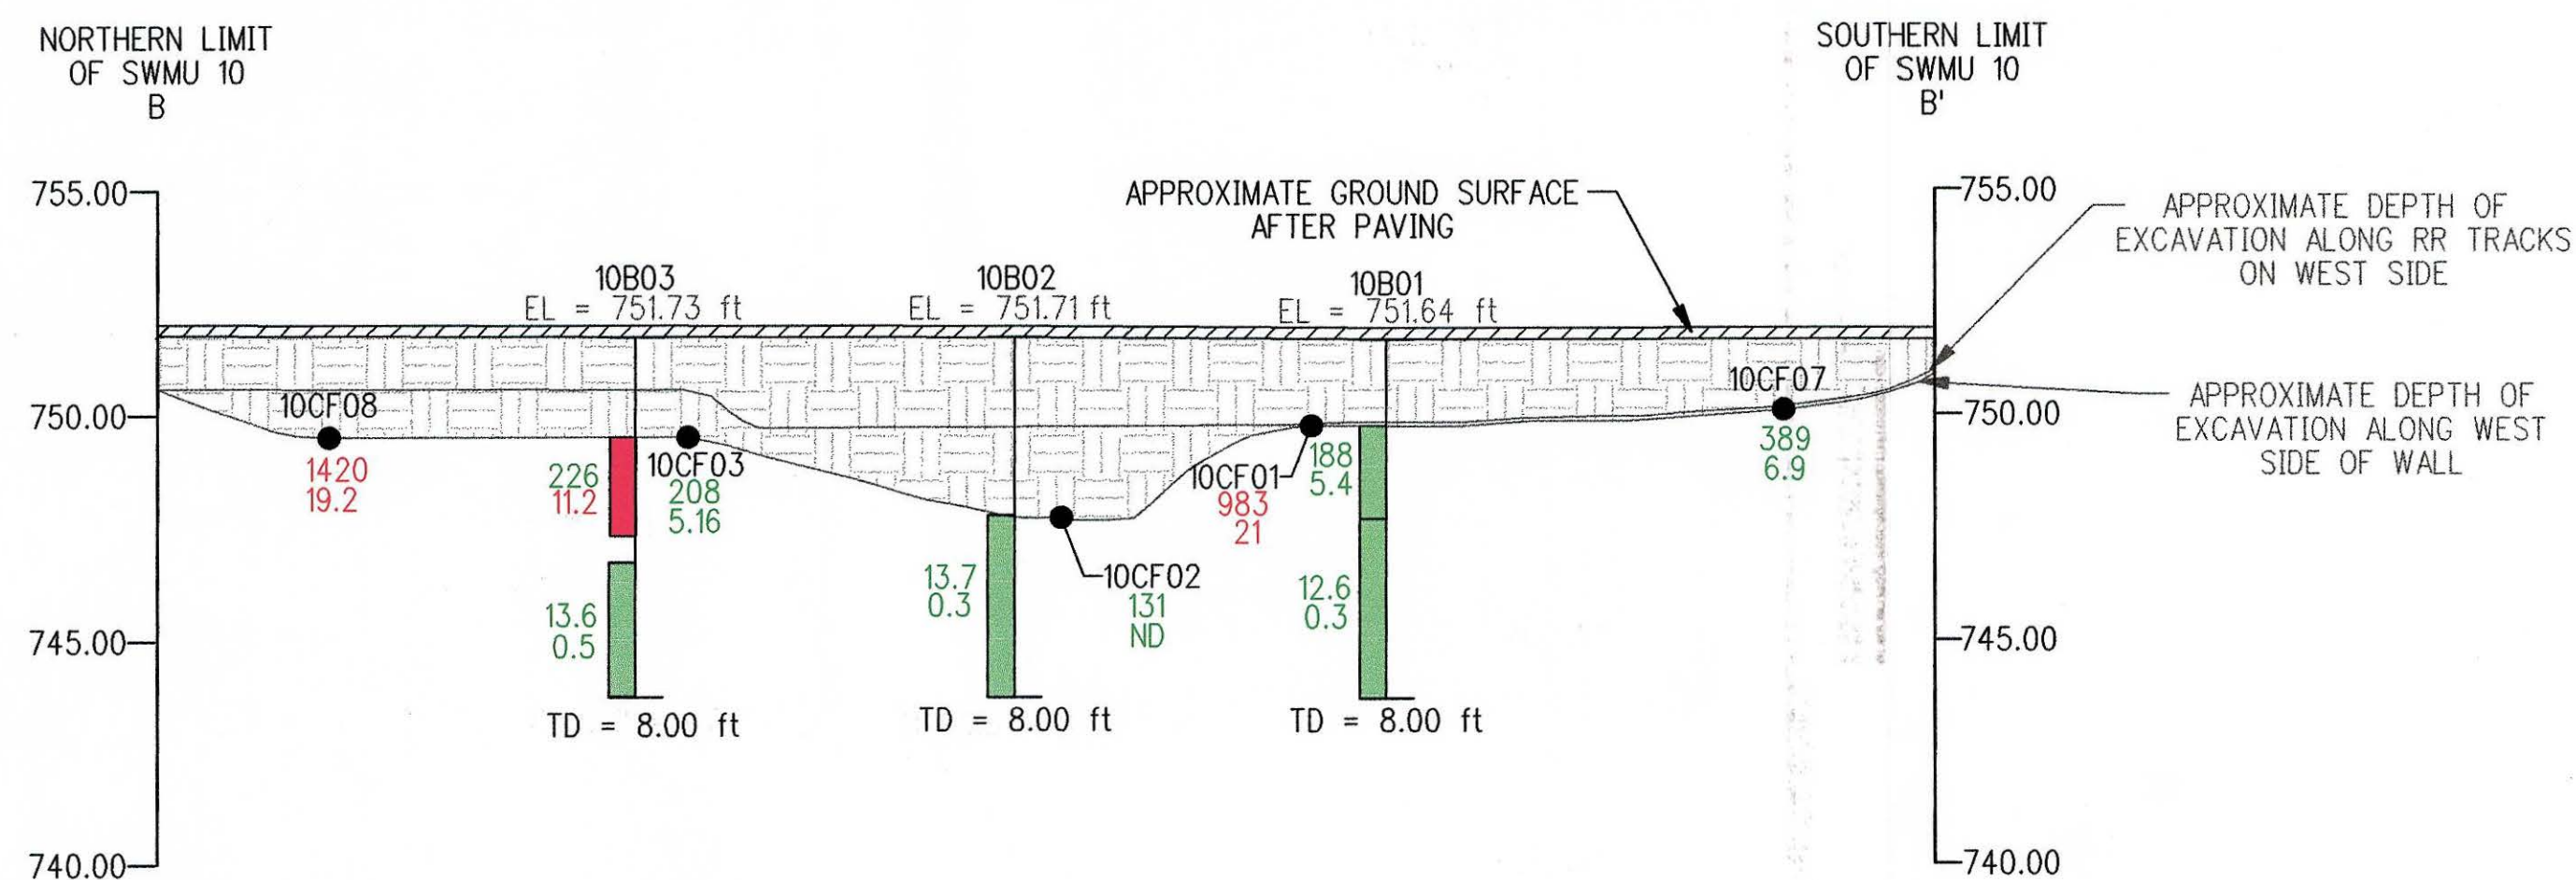 NORTHERN LIMIT
OF SWMU 10
B
SOUTHERN LIMIT
OF SWMU 10
B'
755.00
750.00
745.00
740.00
755.00
750.00
745.00
740.00
APPROXIMATE GROUND SURFACE
AFTER PAVING
APPROXIMATE DEPTH OF
EXCAVATION ALONG RR TRACKS
ON WEST SIDE
APPROXIMATE DEPTH OF
EXCAVATION ALONG WEST
SIDE OF WALL
10B03
EL = 751.73 ft
10B02
EL = 751.71 ft
10B01
EL = 751.64 ft
10CF08
1420
19.2
226
11.2
10CF03
208
5.16
13.6
0.5
TD = 8.00 ft
13.7
0.3
10CF02
131
ND
TD = 8.00 ft
10CF01
983
21
188
5.4
12.6
0.3
TD = 8.00 ft
10CF07
389
6.9